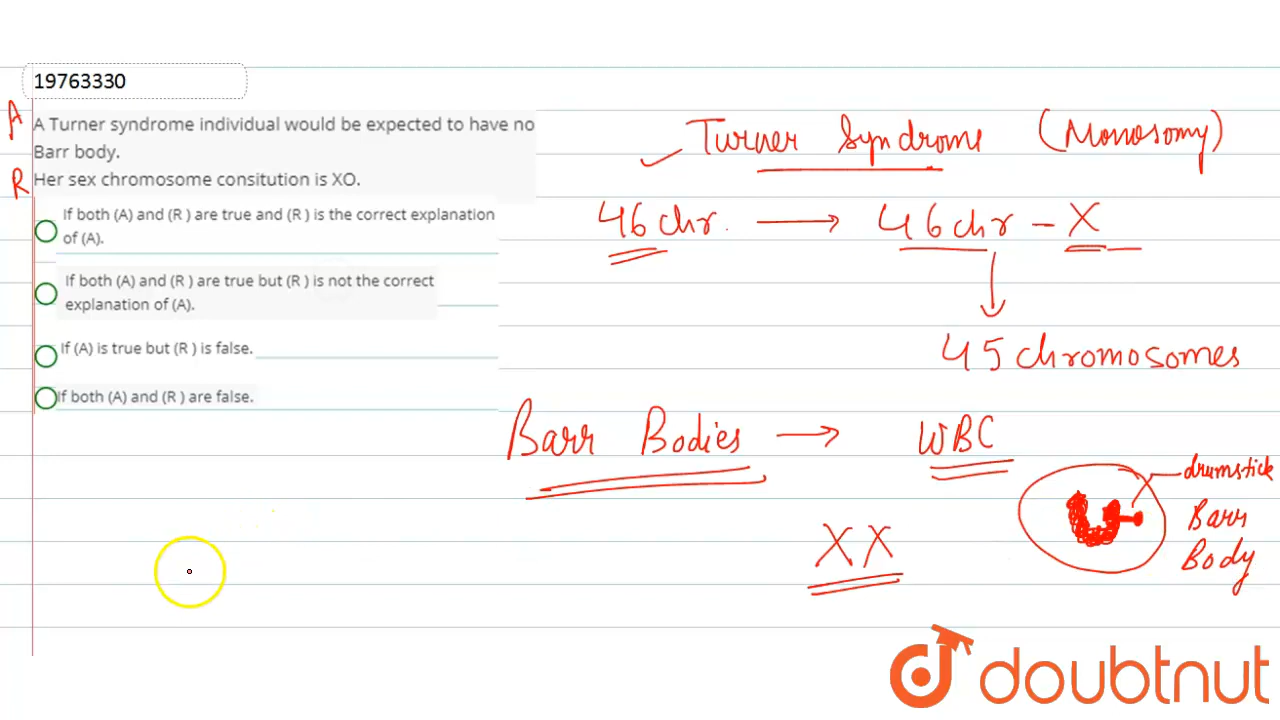 19763330
A
A Turner syndrome individual would be expected to have no
Barr body.
R
Her sex chromosome consitution is XO.
If both (A) and (R ) are true and (R ) is the correct explanation
of (A).
If both (A) and (R ) are true but (R ) is not the correct
explanation of (A).
If (A) is true but (R ) is false.
If both (A) and (R ) are false.
Turner Syndrome (Monosomy)
46 chr. → 46 chr - X
45 chromosomes
Barr Bodies → WBC
drumstick
Barr
Body
XX
doubtnut